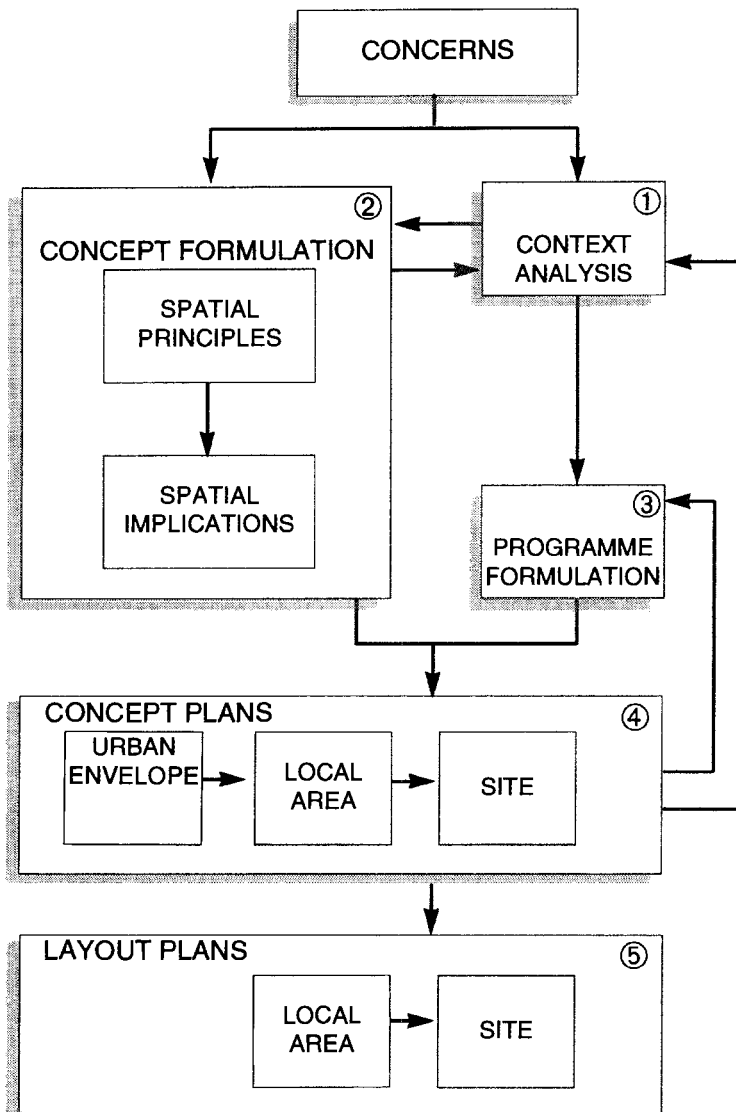 CONCERNS
②
CONCEPT FORMULATION
SPATIAL
PRINCIPLES
SPATIAL
IMPLICATIONS
①
CONTEXT
ANALYSIS
③
PROGRAMME
FORMULATION
CONCEPT PLANS
④
URBAN
ENVELOPE
LOCAL
AREA
SITE
LAYOUT PLANS
⑤
LOCAL
AREA
SITE